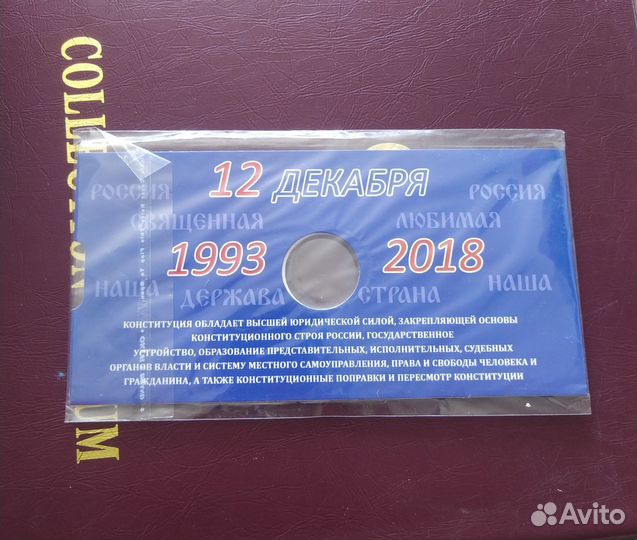 COLLE
UM
12 ДЕКАБРЯ
РОССИЯ РОССИЯ
СВЯЩЕННАЯ ЛЮБИМАЯ
1993 2018
НАША ДЕРЖАВА СТРАНА НАША
КОНСТИТУЦИЯ ОБЛАДАЕТ ВЫСШЕЙ ЮРИДИЧЕСКОЙ СИЛОЙ, ЗАКРЕПЛЯЮЩЕЙ ОСНОВЫ
КОНСТИТУЦИОННОГО СТРОЯ РОССИИ, ГОСУДАРСТВЕННОЕ
УСТРОЙСТВО, ОБРАЗОВАНИЕ ПРЕДСТАВИТЕЛЬНЫХ, ИСПОЛНИТЕЛЬНЫХ, СУДЕБНЫХ
ОРГАНОВ ВЛАСТИ И СИСТЕМУ МЕСТНОГО САМОУПРАВЛЕНИЯ, ПРАВА И СВОБОДЫ ЧЕЛОВЕКА И
ГРАЖДАНИНА, А ТАКЖЕ КОНСТИТУЦИОННЫЕ ПОПРАВКИ И ПЕРЕСМОТР КОНСТИТУЦИИ
Avito